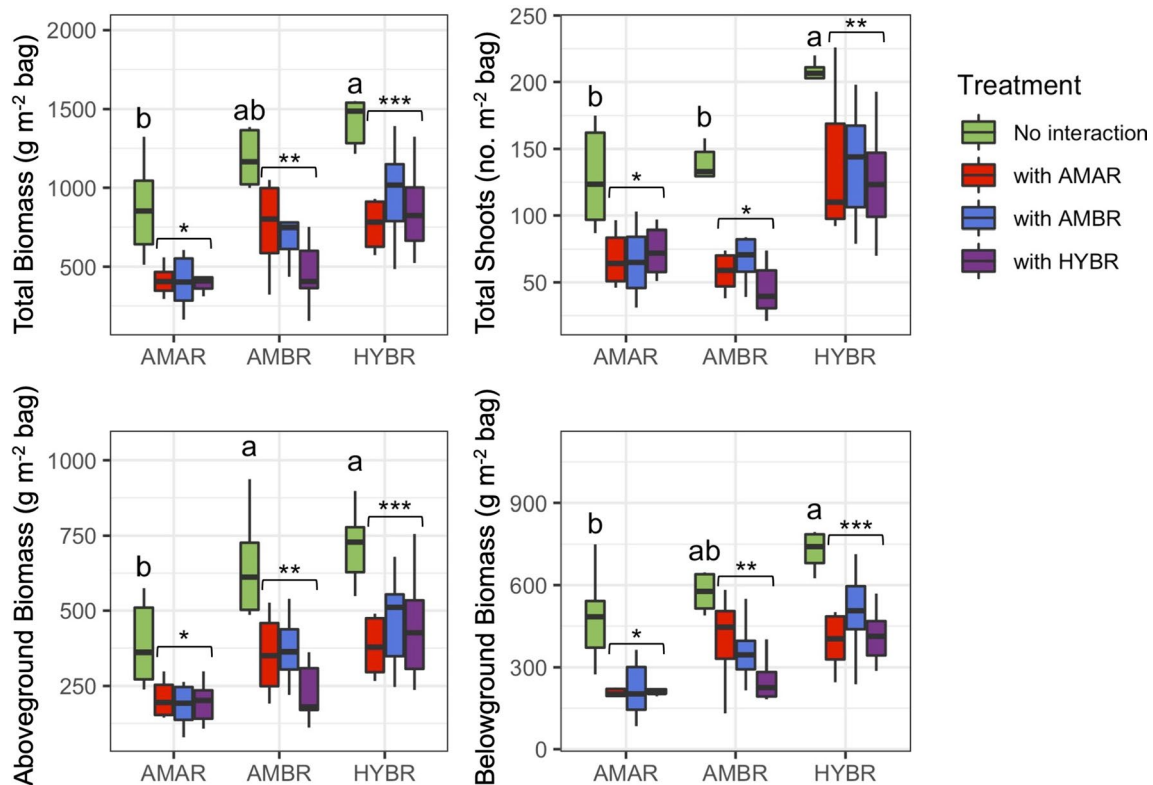 Total Biomass (g m⁻² bag)
2000
1500
1000
500
b
*
ab
**
a
***
AMAR AMBR HYBR
Total Shoots (no. m⁻² bag)
250
200
150
100
50
b
*
b
*
a
**
AMAR AMBR HYBR
Treatment
No interaction
with AMAR
with AMBR
with HYBR
Aboveground Biomass (g m⁻² bag)
1000
750
500
250
b
*
a
**
a
***
AMAR AMBR HYBR
Belowground Biomass (g m⁻² bag)
900
600
300
0
b
*
ab
**
a
***
AMAR AMBR HYBR